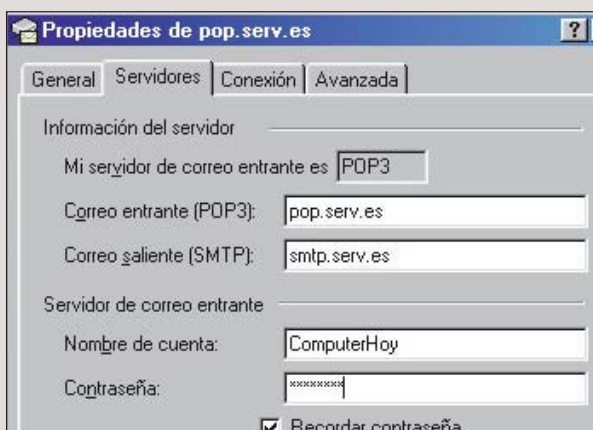 Propiedades de pop.serv.es ?
General Servidores Conexión Avanzada
Información del servidor
Mi servidor de correo entrante es POP3
Correo entrante (POP3): pop.serv.es
Correo saliente (SMTP): smtp.serv.es
Servidor de correo entrante
Nombre de cuenta: ComputerHoy
Contraseña: ********
Recordar contraseña